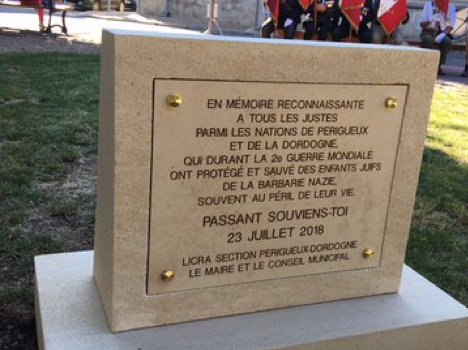 EN MÉMOIRE RECONNAISSANTE
A TOUS LES JUSTES
PARMI LES NATIONS DE PERIGUEUX
ET DE LA DORDOGNE,
QUI DURANT LA 2e GUERRE MONDIALE
ONT PROTÉGÉ ET SAUVÉ DES ENFANTS JUIFS
DE LA BARBARIE NAZIE,
SOUVENT AU PÉRIL DE LEUR VIE.
PASSANT SOUVIENS-TOI
23 JUILLET 2018
LICRA SECTION PERIGUEUX-DORDOGNE
LE MAIRE ET LE CONSEIL MUNICIPAL